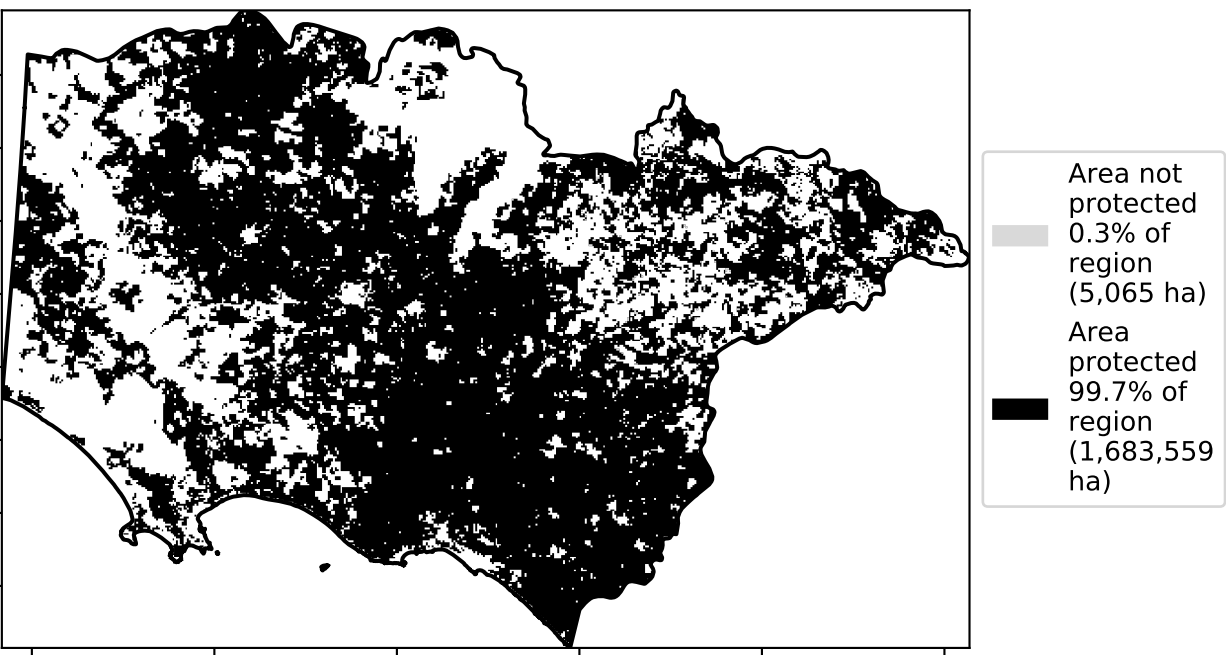 Area not
protected
0.3% of
region
(5,065 ha)
Area
protected
99.7% of
region
(1,683,559
ha)